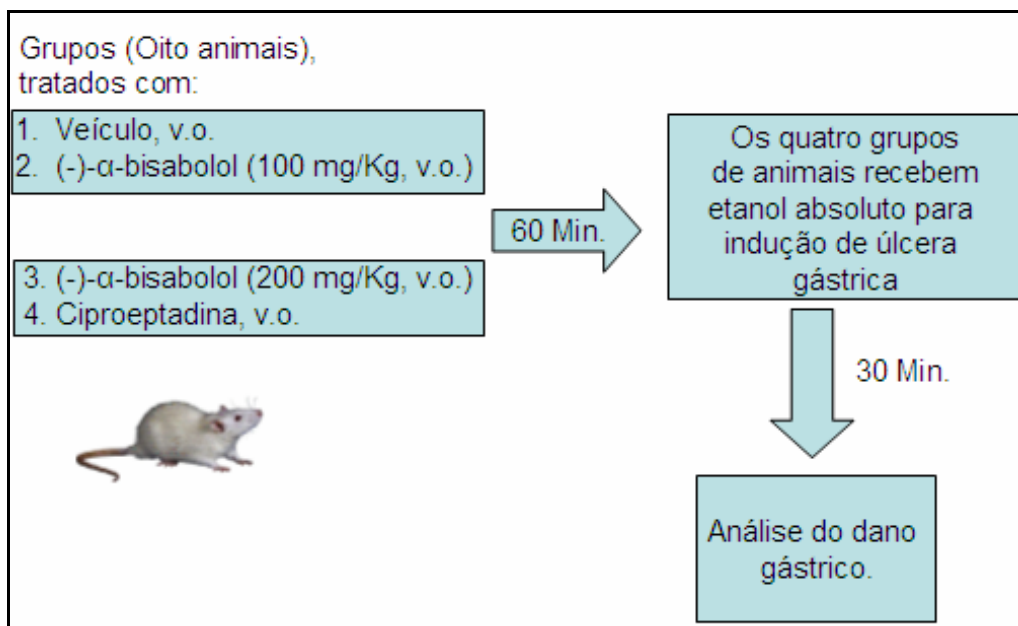 Grupos (Oito animais),
tratados com:
1. Veículo, v.o.
2. (-)-α-bisabolol (100 mg/Kg, v.o.)
3. (-)-α-bisabolol (200 mg/Kg, v.o.)
4. Ciproeptadina, v.o.
60 Min.
Os quatro grupos
de animais recebem
etanol absoluto para
indução de úlcera
gástrica
30 Min.
Análise do dano
gástrico.